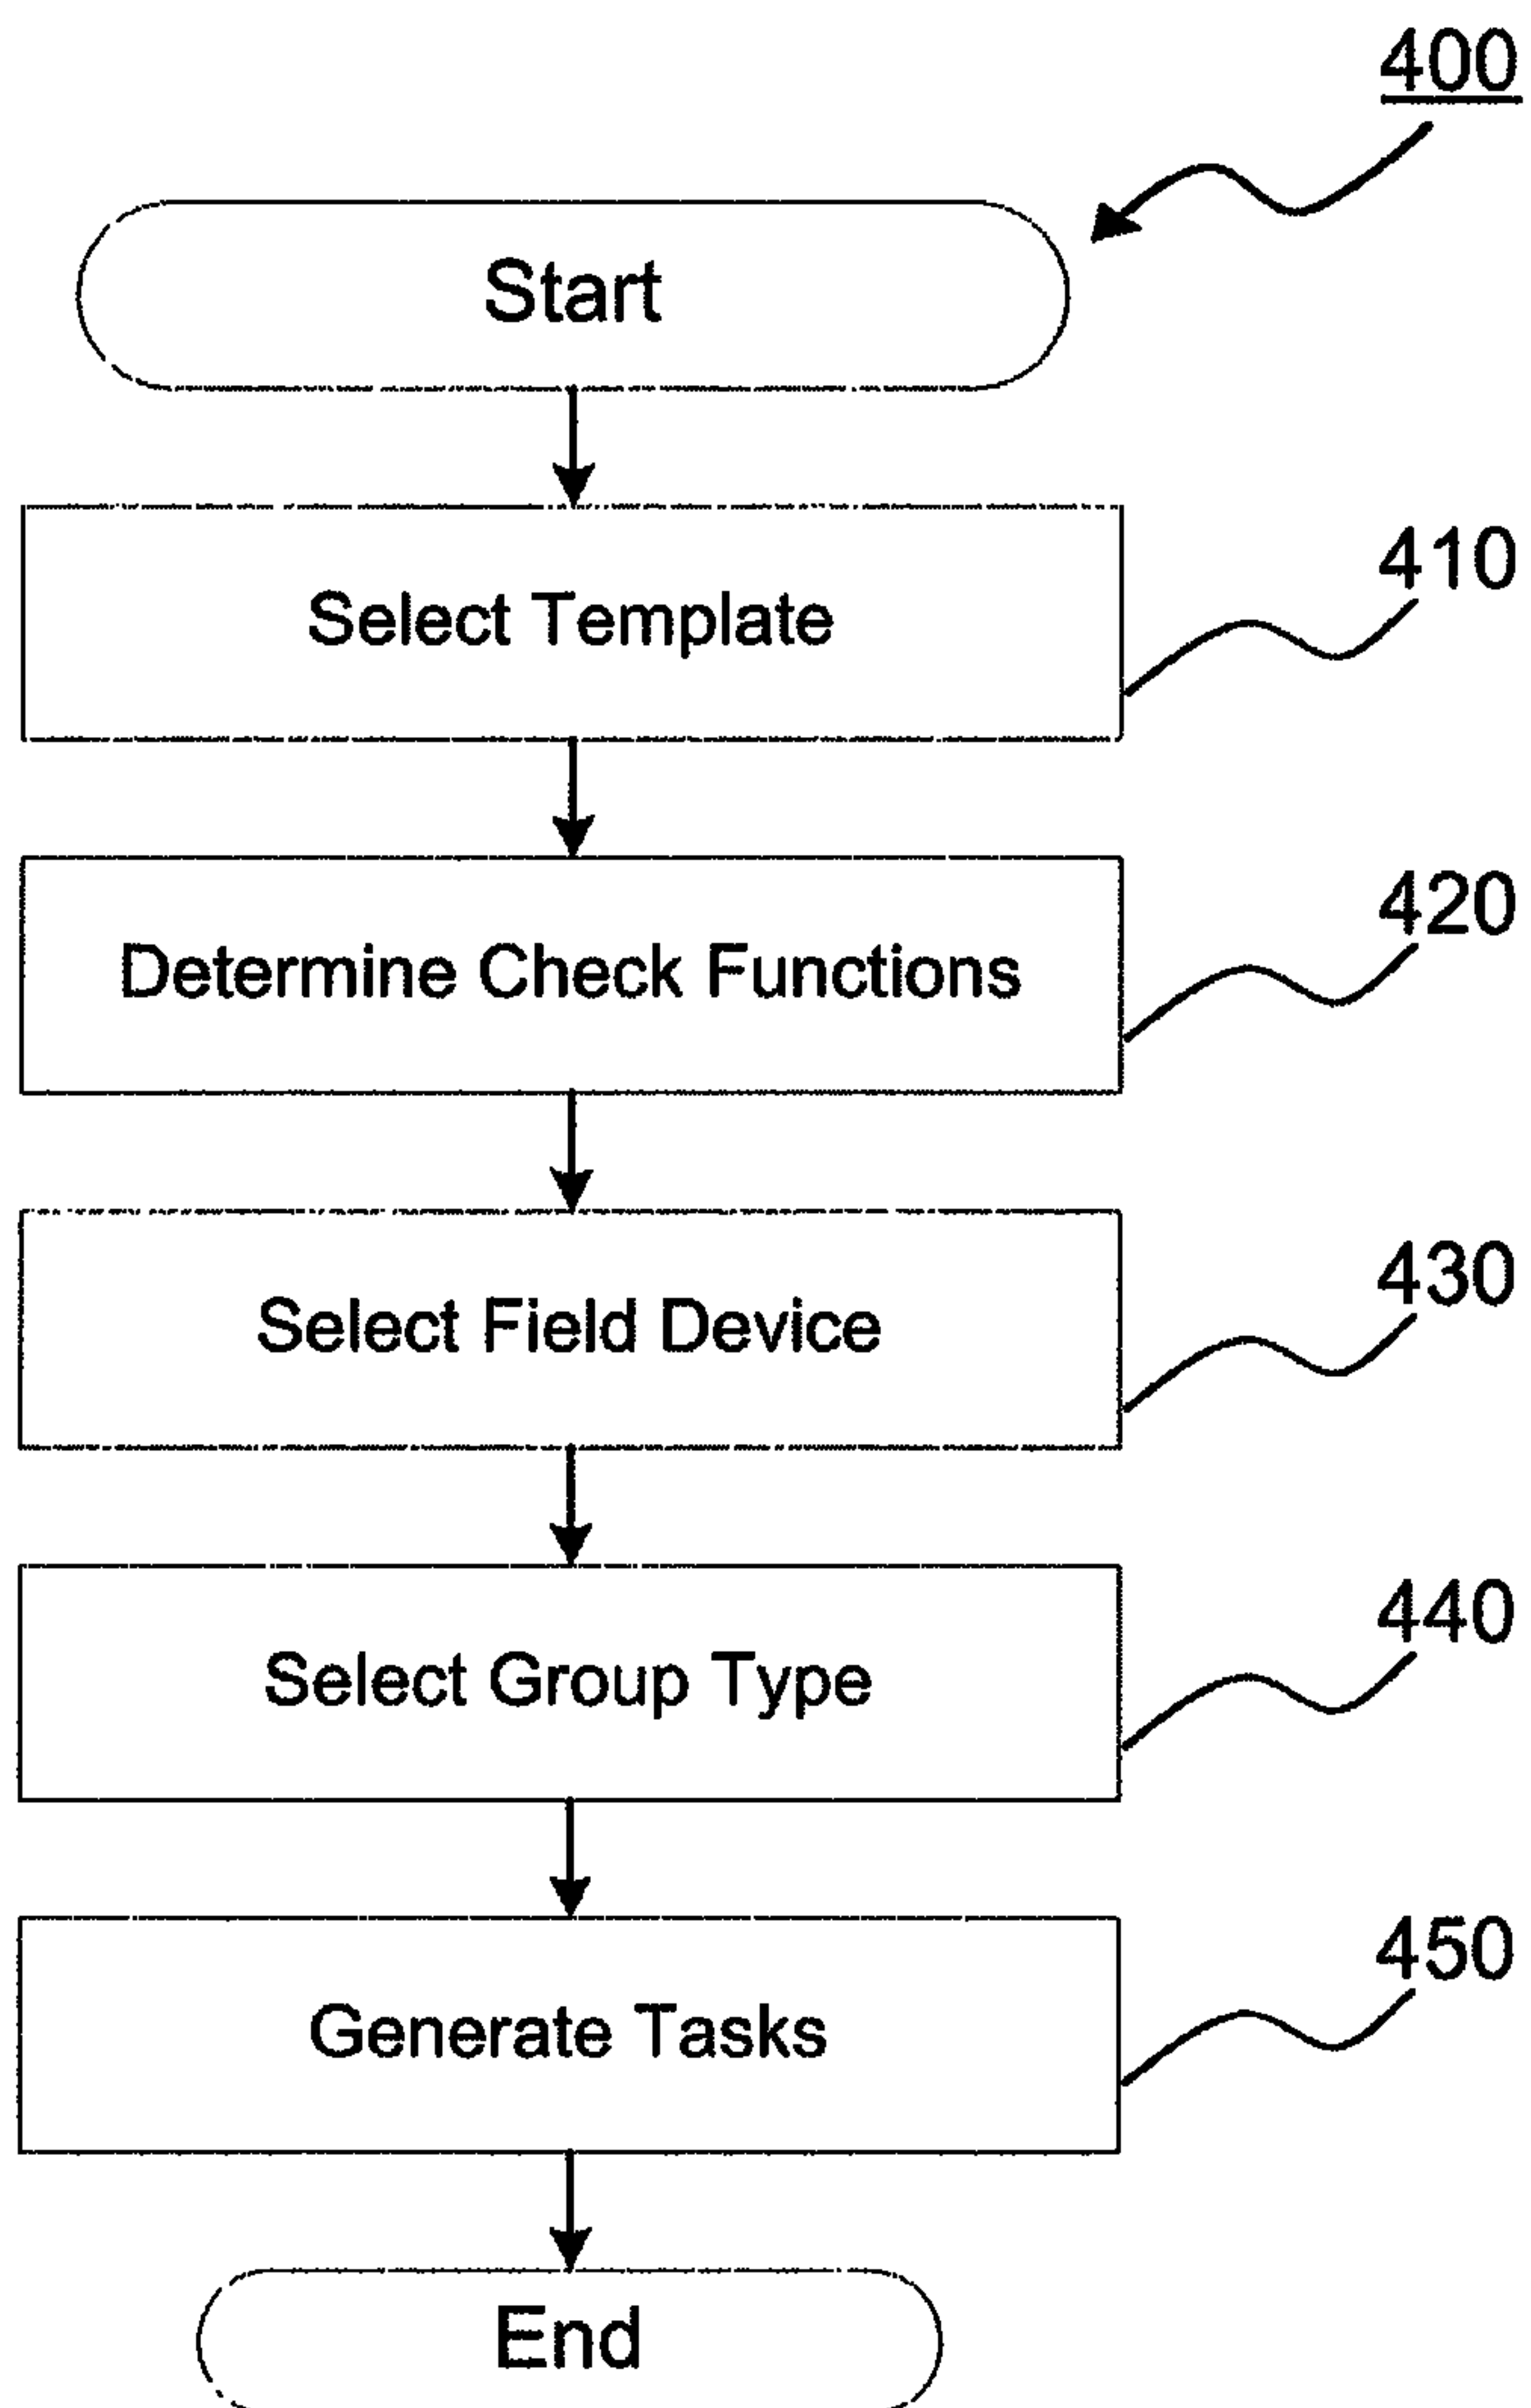 400
Start
Select Template
410
Determine Check Functions
420
Select Field Device
430
Select Group Type
440
Generate Tasks
450
End